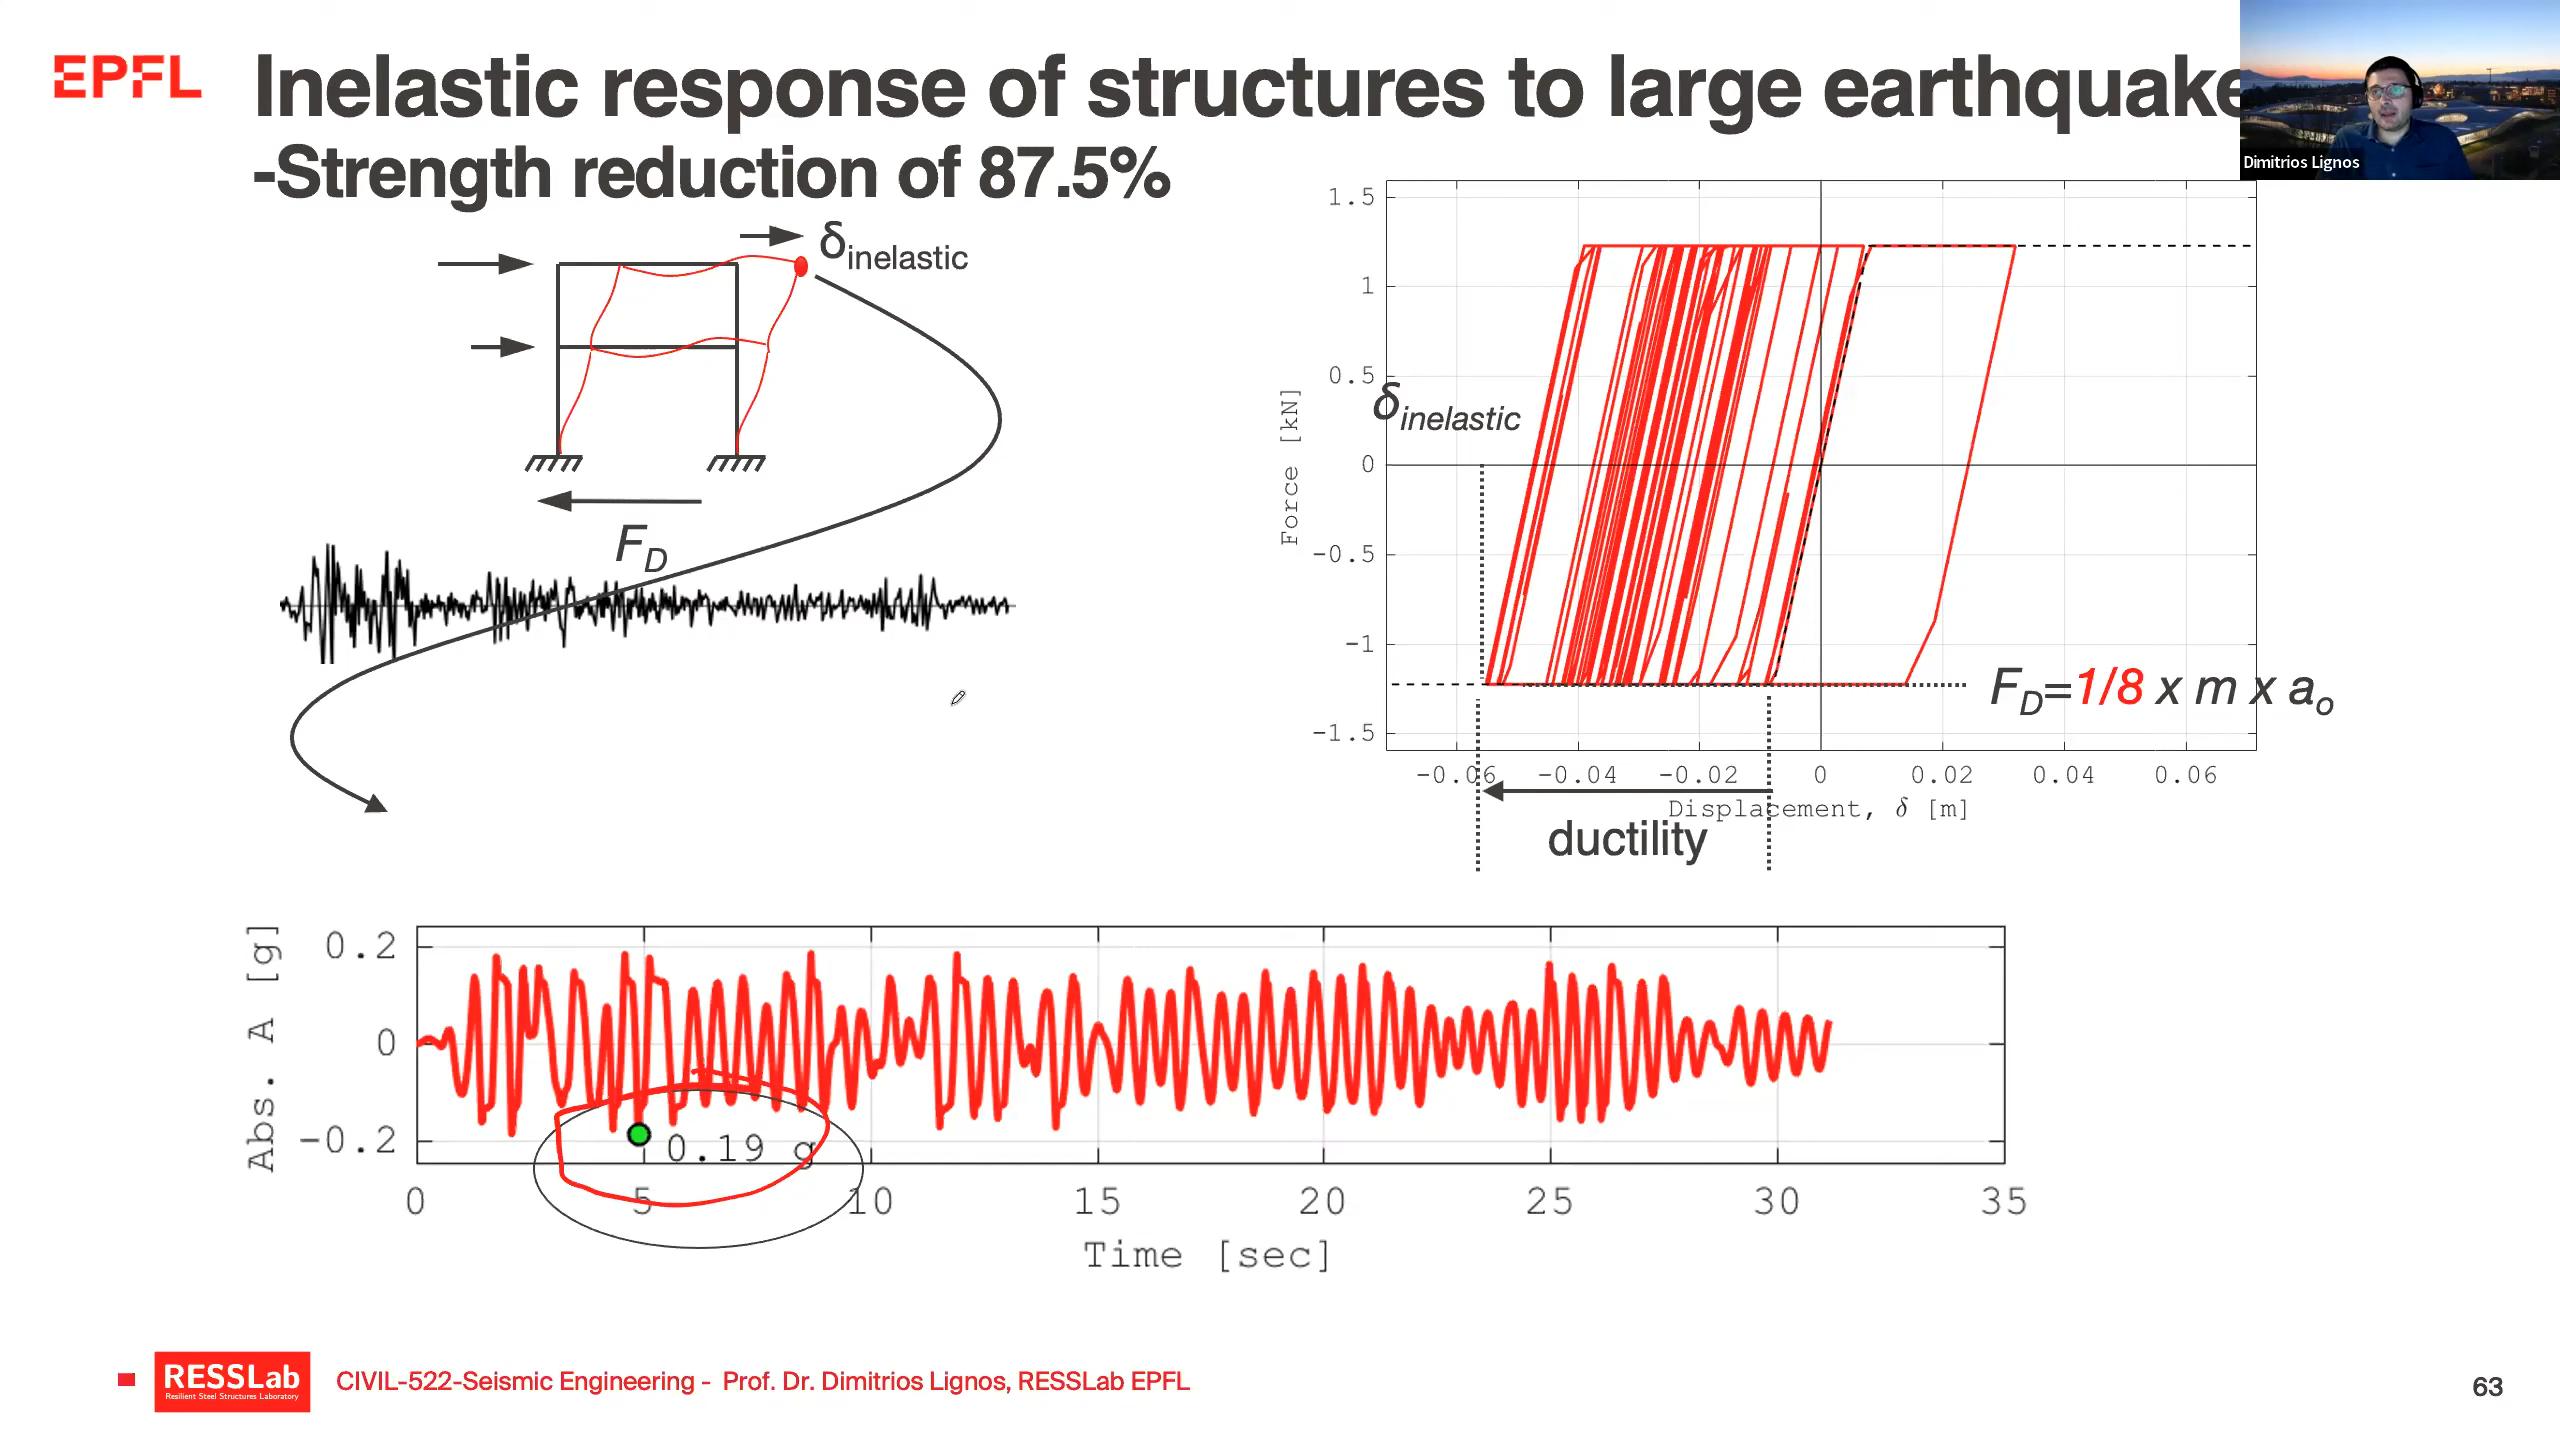 EPFL
Inelastic response of structures to large earthquake
-Strength reduction of 87.5%
Dimitrios Lignos
δinelastic
FD
1.5
1
0.5
0
-0.5
-1
-1.5
Force [kN]
δinelastic
FD=1/8 x m x ao
-0.06 -0.04 -0.02 0 0.02 0.04 0.06
Displacement, δ [m]
ductility
Abs. A [g]
0.2
0
-0.2
0.19 g
0 5 10 15 20 25 30 35
Time [sec]
RESSLab
Resilient Steel Structures Laboratory
CIVIL-522-Seismic Engineering - Prof. Dr. Dimitrios Lignos, RESSLab EPFL
63